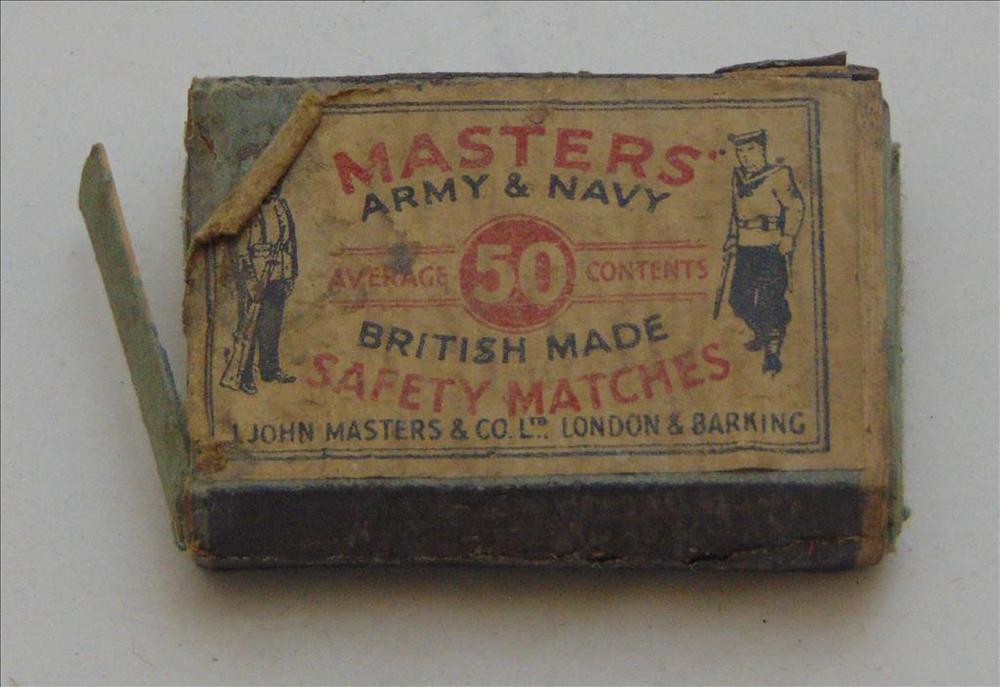 MASTERS'
ARMY & NAVY
AVERAGE 50 CONTENTS
BRITISH MADE
SAFETY MATCHES
JOHN MASTERS & CO. LTD. LONDON & BARKING